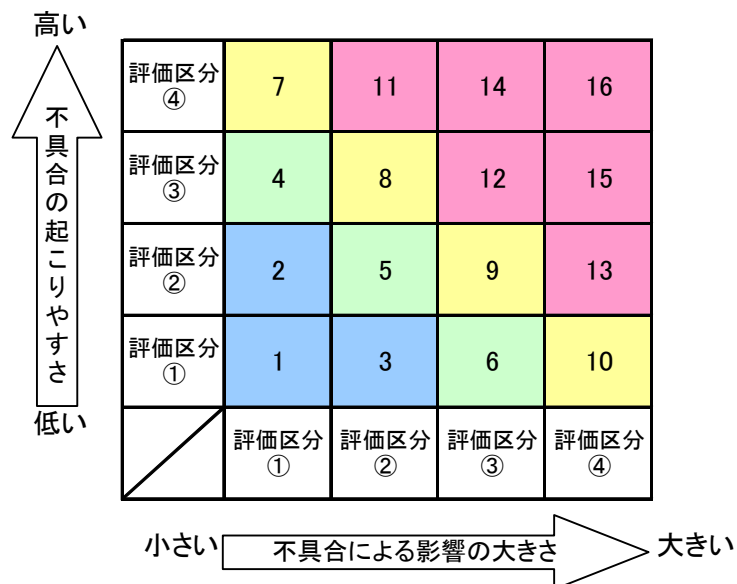 高い
不具合の起こりやすさ
低い
評価区分
④
7
11
14
16
評価区分
③
4
8
12
15
評価区分
②
2
5
9
13
評価区分
①
1
3
6
10
評価区分
①
評価区分
②
評価区分
③
評価区分
④
小さい
不具合による影響の大きさ
大きい